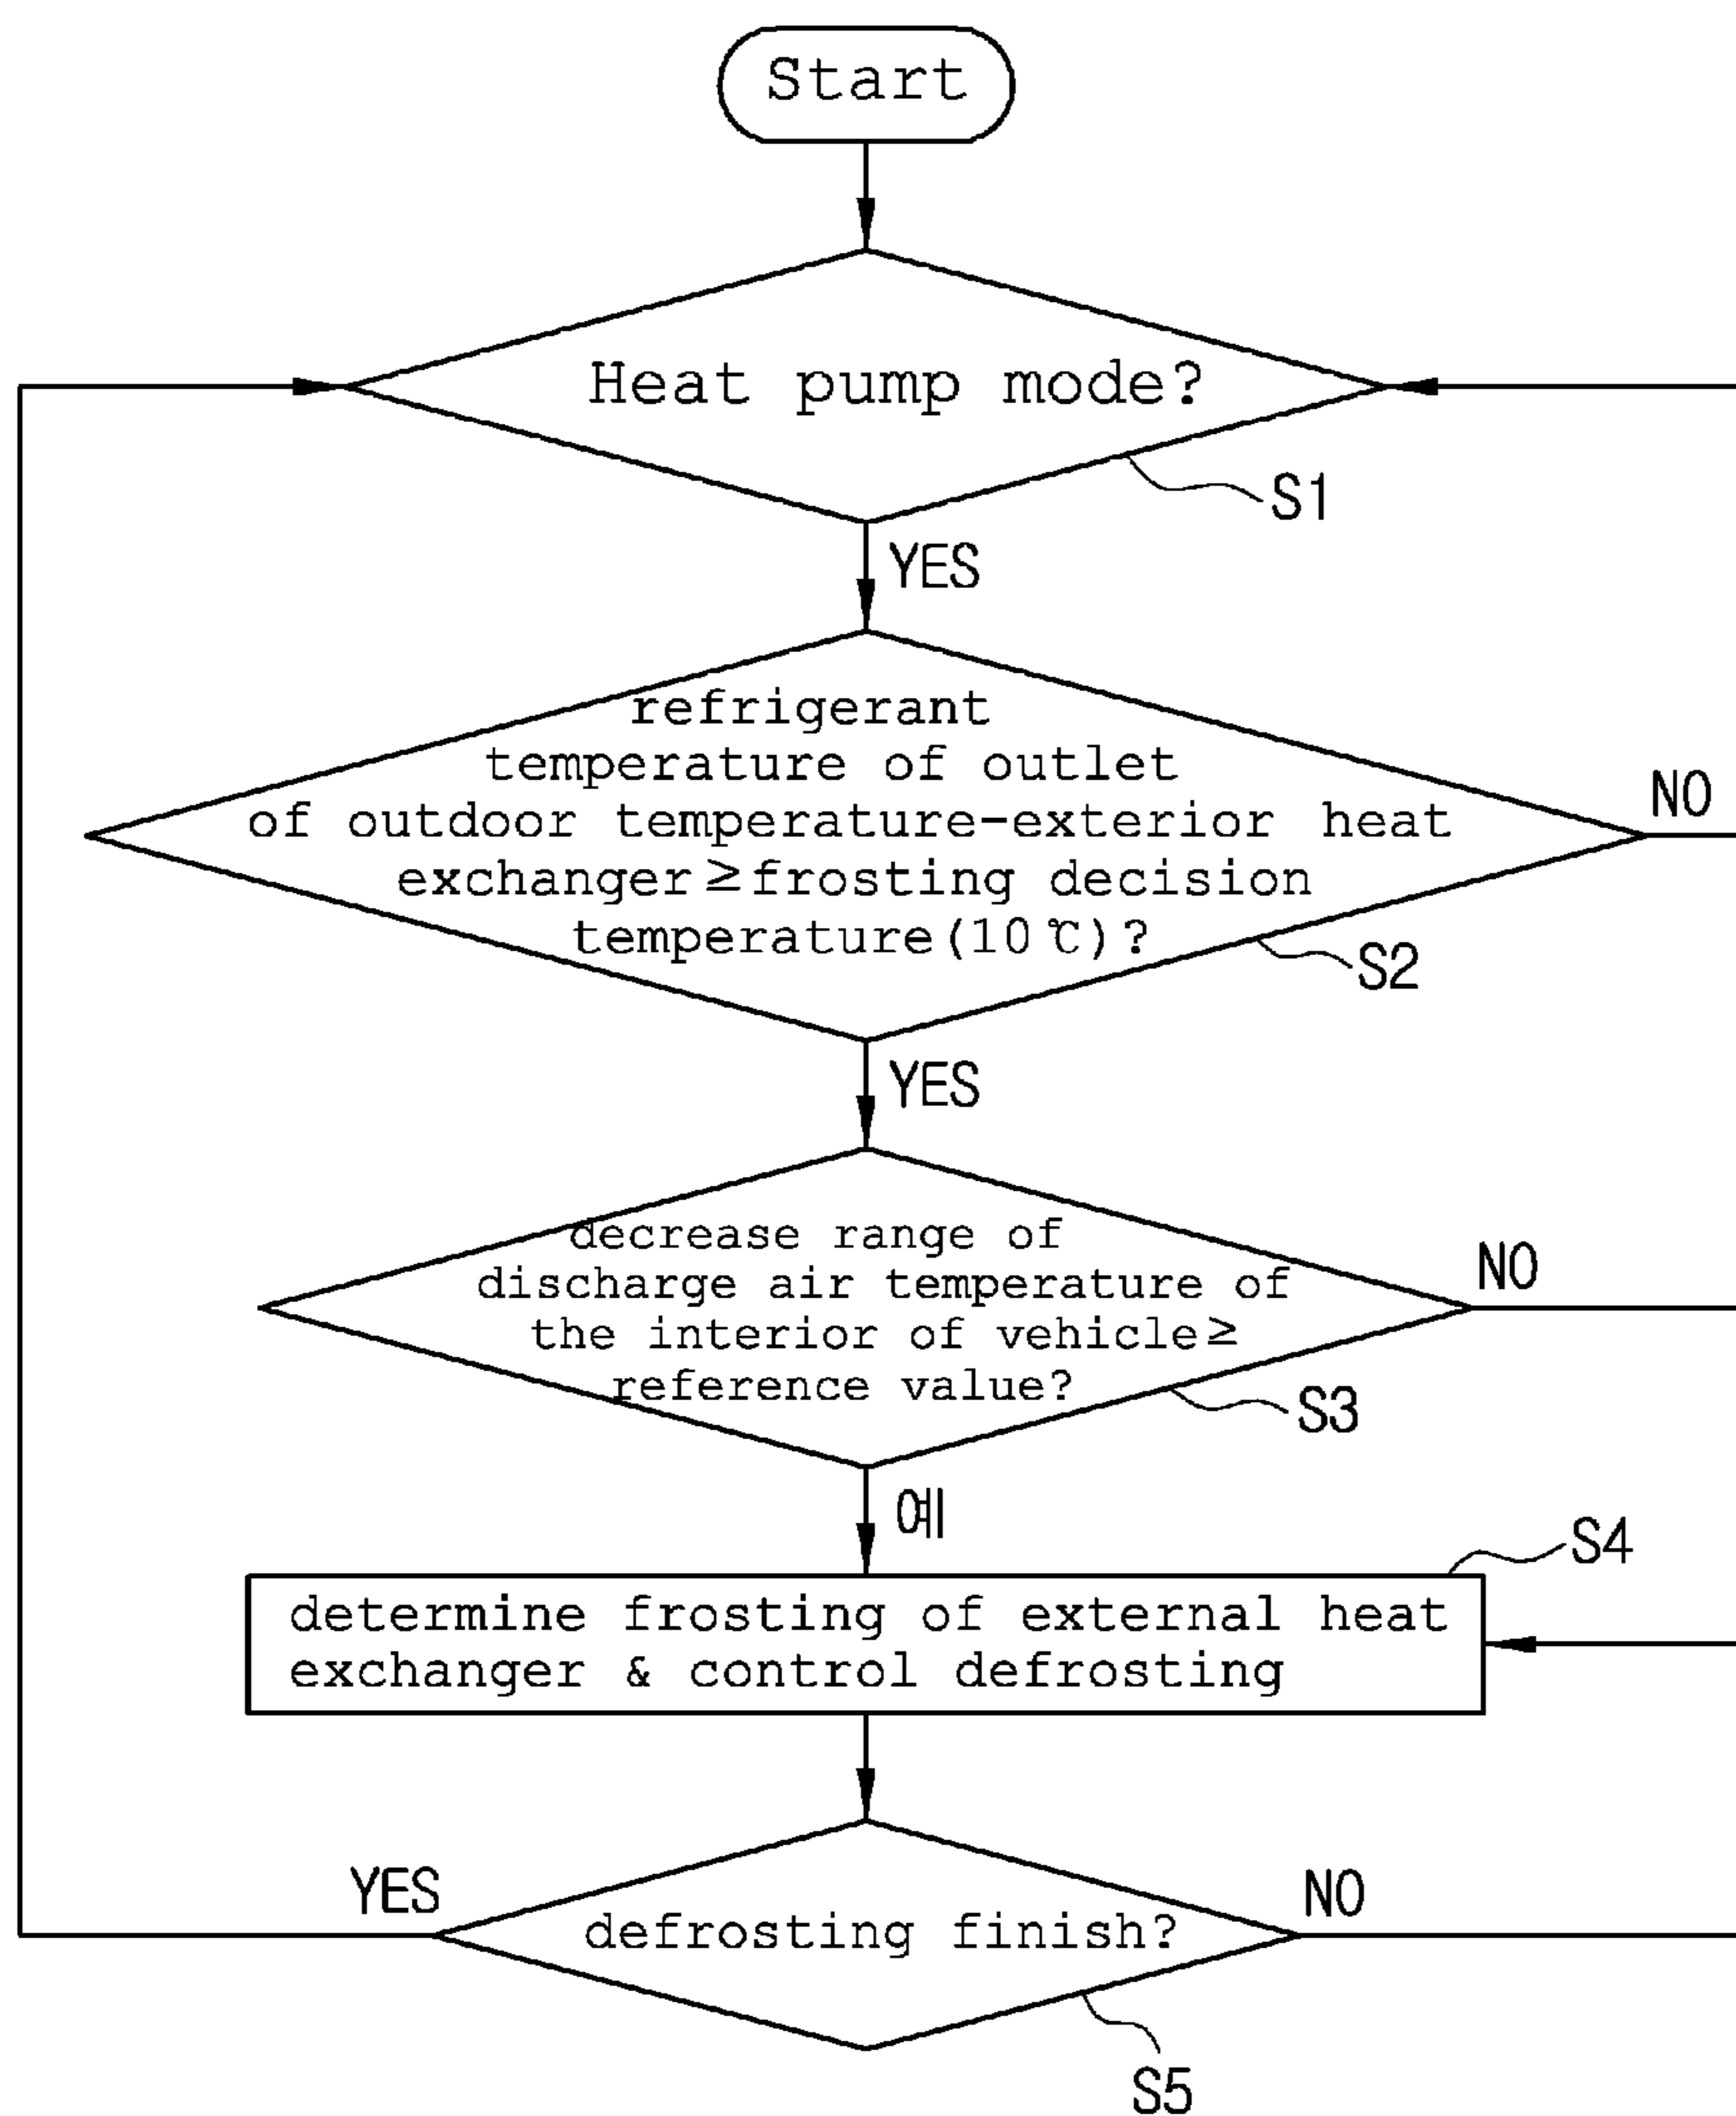 Start
Heat pump mode?
S1
YES
refrigerant
temperature of outlet
of outdoor temperature-exterior heat
exchanger≥frosting decision
temperature(10℃)?
NO
S2
YES
decrease range of
discharge air temperature of
the interior of vehicle≥
reference value?
NO
S3
예
S4
determine frosting of external heat
exchanger & control defrosting
YES
defrosting finish?
NO
S5